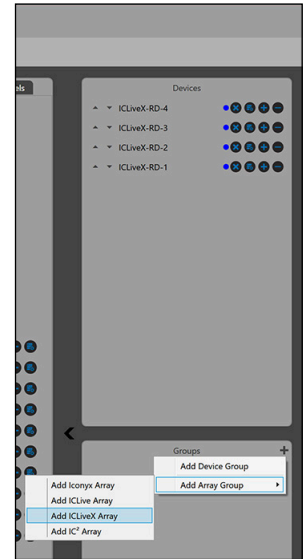 els
Devices
ICLiveX-RD-4
ICLiveX-RD-3
ICLiveX-RD-2
ICLiveX-RD-1
Groups
Add Device Group
Add Array Group
Add Iconyx Array
Add ICLive Array
Add ICLiveX Array
Add IC² Array